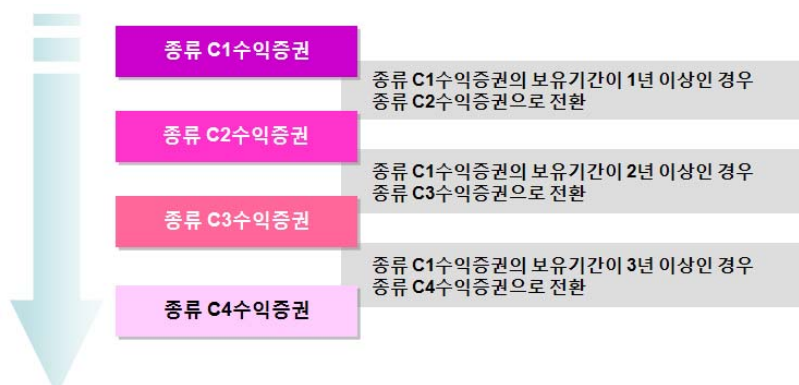 종류 C1수익증권
종류 C1수익증권의 보유기간이 1년 이상인 경우
종류 C2수익증권으로 전환
종류 C2수익증권
종류 C1수익증권의 보유기간이 2년 이상인 경우
종류 C3수익증권으로 전환
종류 C3수익증권
종류 C1수익증권의 보유기간이 3년 이상인 경우
종류 C4수익증권으로 전환
종류 C4수익증권